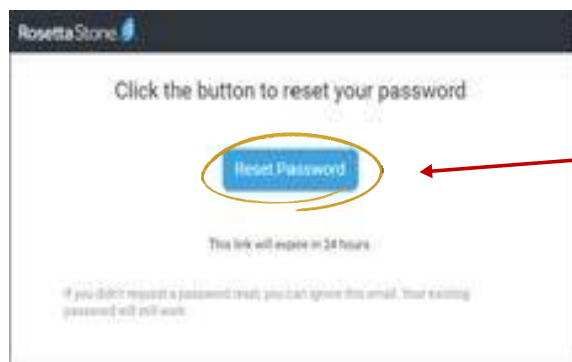 Rosetta Stone
Click the button to reset your password
Reset Password
This link will expire in 24 hours
If you didn't request a password reset, you can ignore this email. Your existing
password will still work.